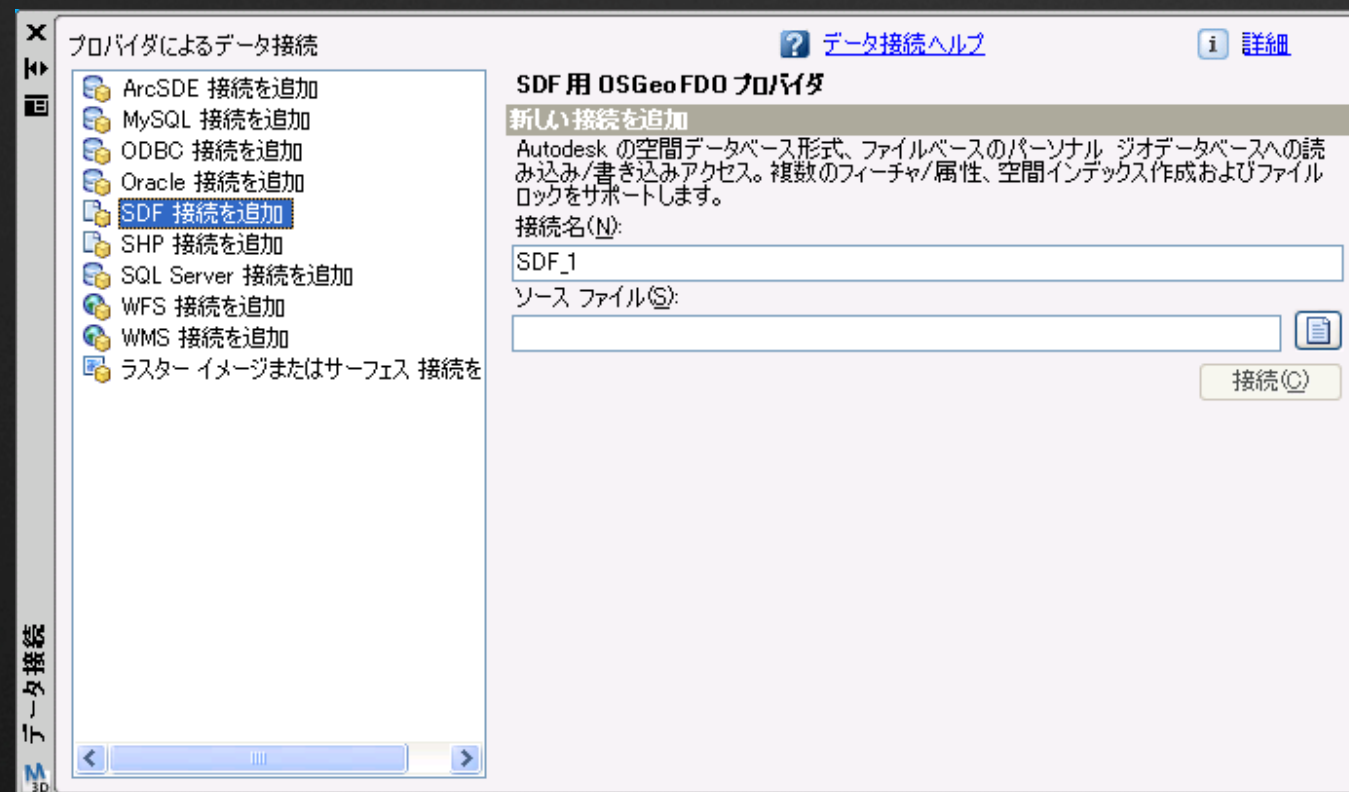 プロバイダによるデータ接続
データ接続ヘルプ
詳細
ArcSDE 接続を追加
MySQL 接続を追加
ODBC 接続を追加
Oracle 接続を追加
SDF 接続を追加
SHP 接続を追加
SQL Server 接続を追加
WFS 接続を追加
WMS 接続を追加
ラスター イメージまたはサーフェス 接続を
SDF 用 OSGeo FDO プロバイダ
新しい接続を追加
Autodesk の空間データベース形式、ファイルベースのパーソナル ジオデータベースへの読
み込み/書き込みアクセス。複数のフィーチャ/属性、空間インデックス作成およびファイル
ロックをサポートします。
接続名(N):
SDF_1
ソース ファイル(S):
接続(C)
データ接続
M
3D